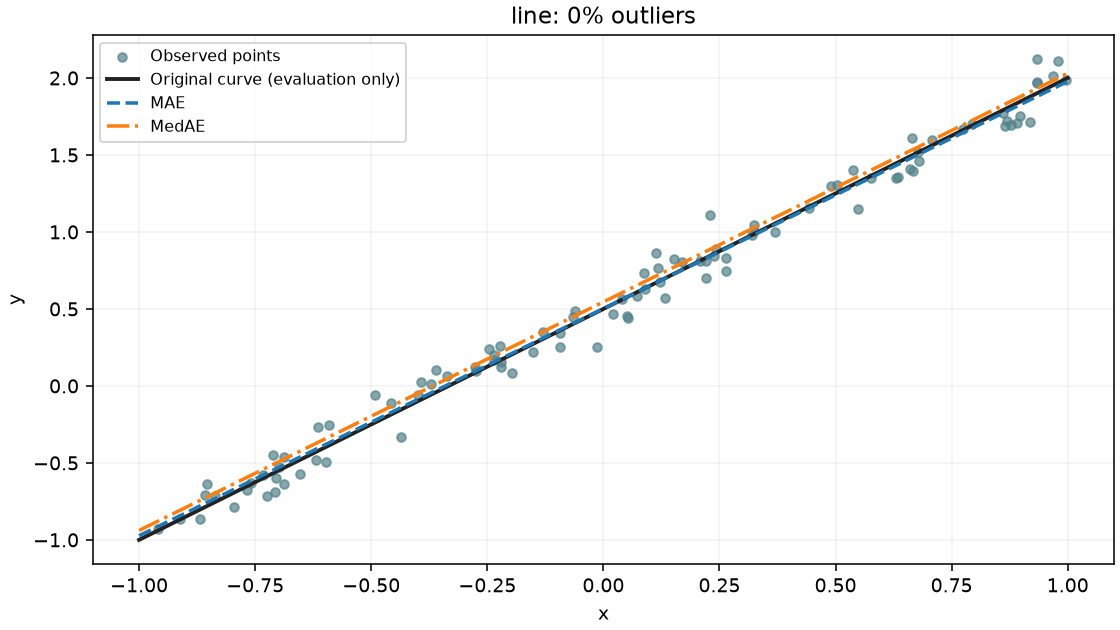 line: 0% outliers
Observed points
Original curve (evaluation only)
MAE
MedAE
y
2.0
1.5
1.0
0.5
0.0
−0.5
−1.0
−1.00 −0.75 −0.50 −0.25 0.00 0.25 0.50 0.75 1.00
x